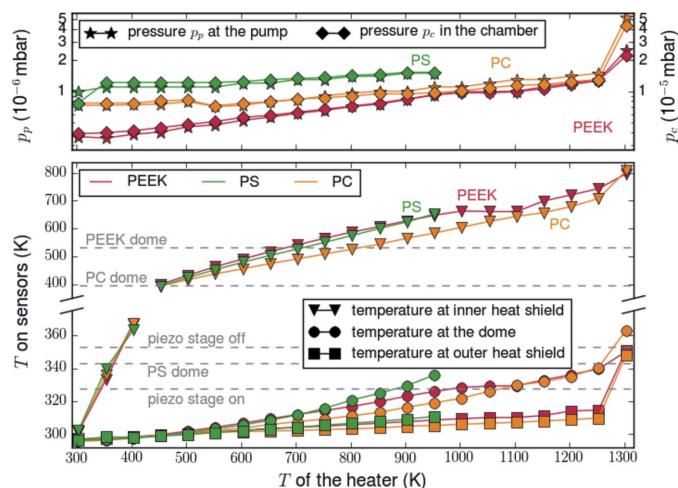 pressure p_p at the pump
pressure p_c in the chamber
p_p (10⁻⁶ mbar)
5
4
3
2
1
5
4
3
2
1
p_c (10⁻⁵ mbar)
PS
PC
PEEK
PEEK
PS
PC
PS
PEEK
PC
T on sensors (K)
800
700
600
500
400
360
340
320
300
PEEK dome
PC dome
piezo stage off
PS dome
piezo stage on
temperature at inner heat shield
temperature at the dome
temperature at outer heat shield
300 400 500 600 700 800 900 1000 1100 1200 1300
T of the heater (K)